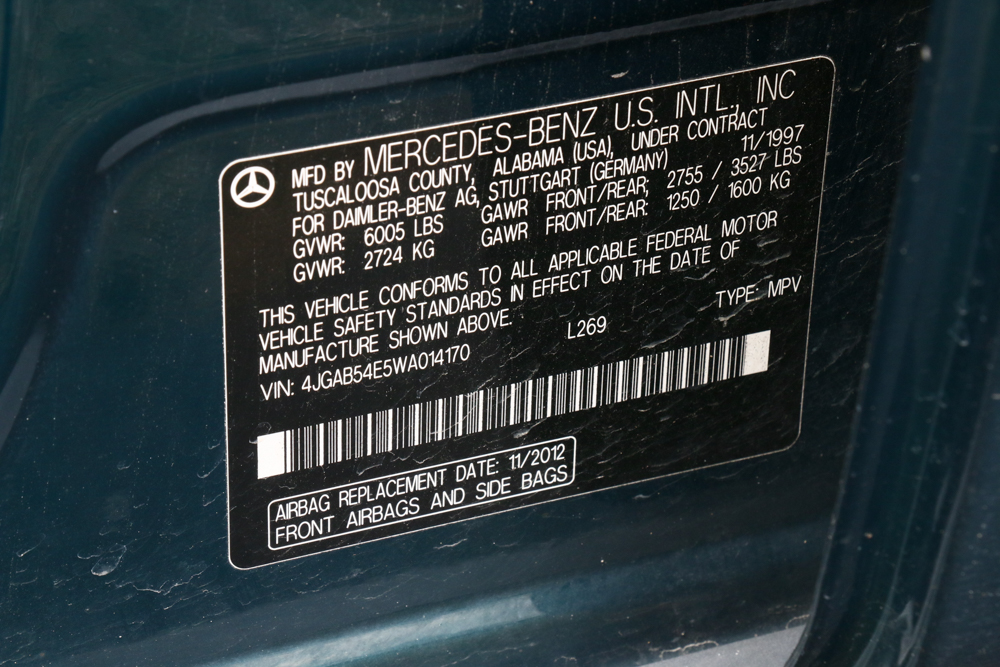 MFD BY MERCEDES-BENZ U.S. INTL., INC
TUSCALOOSA COUNTY, ALABAMA (USA), UNDER CONTRACT
FOR DAIMLER-BENZ AG, STUTTGART (GERMANY) 11/1997
GVWR: 6005 LBS GAWR FRONT/REAR: 2755 / 3527 LBS
GVWR: 2724 KG GAWR FRONT/REAR: 1250 / 1600 KG
THIS VEHICLE CONFORMS TO ALL APPLICABLE FEDERAL MOTOR
VEHICLE SAFETY STANDARDS IN EFFECT ON THE DATE OF
MANUFACTURE SHOWN ABOVE. L269 TYPE: MPV
VIN: 4JGAB54E5WA014170
AIRBAG REPLACEMENT DATE: 11/2012
FRONT AIRBAGS AND SIDE BAGS